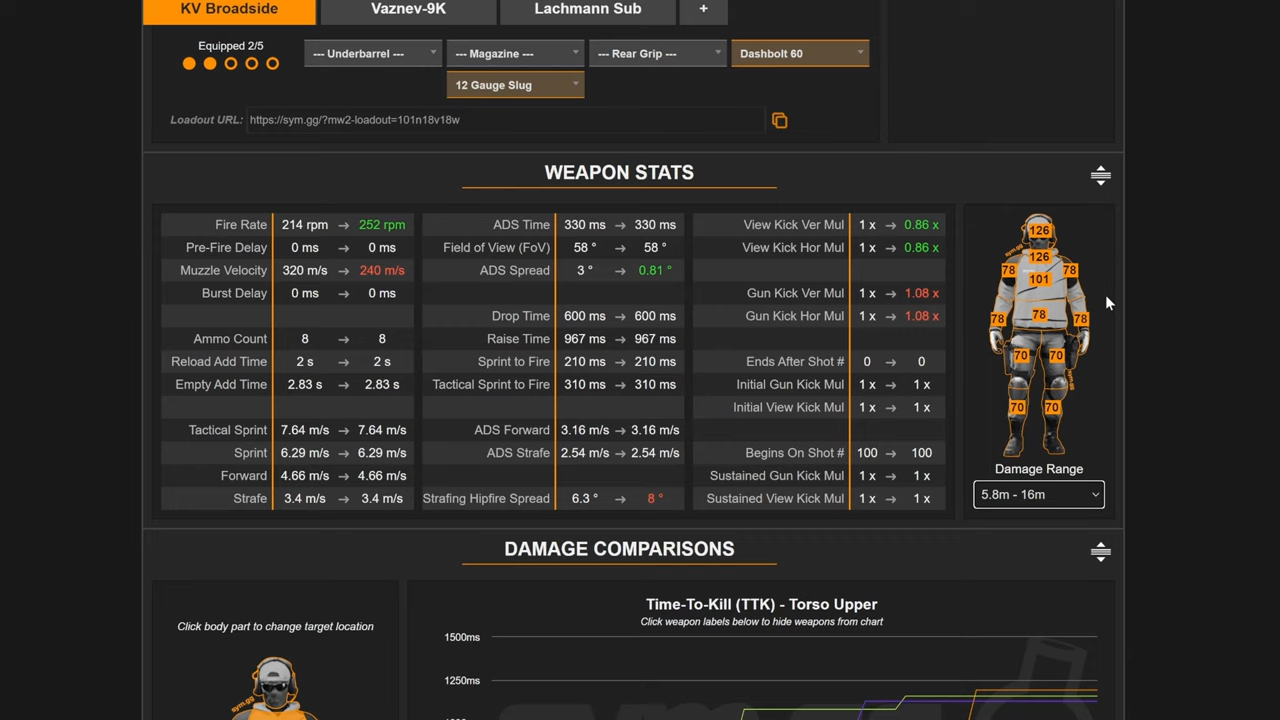 KV Broadside Vaznev-9K Lachmann Sub +
Equipped 2/5
--- Underbarrel --- --- Magazine --- --- Rear Grip --- Dashbolt 60
12 Gauge Slug
Loadout URL: https://sym.gg/?mw2-loadout=101n18v18w
WEAPON STATS
Fire Rate 214 rpm → 252 rpm
Pre-Fire Delay 0 ms → 0 ms
Muzzle Velocity 320 m/s → 240 m/s
Burst Delay 0 ms → 0 ms
Ammo Count 8 → 8
Reload Add Time 2 s → 2 s
Empty Add Time 2.83 s → 2.83 s
Tactical Sprint 7.64 m/s → 7.64 m/s
Sprint 6.29 m/s → 6.29 m/s
Forward 4.66 m/s → 4.66 m/s
Strafe 3.4 m/s → 3.4 m/s
ADS Time 330 ms → 330 ms
Field of View (FoV) 58 ° → 58 °
ADS Spread 3 ° → 0.81 °
Drop Time 600 ms → 600 ms
Raise Time 967 ms → 967 ms
Sprint to Fire 210 ms → 210 ms
Tactical Sprint to Fire 310 ms → 310 ms
ADS Forward 3.16 m/s → 3.16 m/s
ADS Strafe 2.54 m/s → 2.54 m/s
Strafing Hipfire Spread 6.3 ° → 8 °
View Kick Ver Mul 1 x → 0.86 x
View Kick Hor Mul 1 x → 0.86 x
Gun Kick Ver Mul 1 x → 1.08 x
Gun Kick Hor Mul 1 x → 1.08 x
Ends After Shot # 0 → 0
Initial Gun Kick Mul 1 x → 1 x
Initial View Kick Mul 1 x → 1 x
Begins On Shot # 100 → 100
Sustained Gun Kick Mul 1 x → 1 x
Sustained View Kick Mul 1 x → 1 x
126
sym.gg
126
78 78
101
78 78 78
70 70
sym.gg
70 70
Damage Range
5.8m - 16m
DAMAGE COMPARISONS
Click body part to change target location
sym.gg
Time-To-Kill (TTK) - Torso Upper
Click weapon labels below to hide weapons from chart
1500ms
1250ms